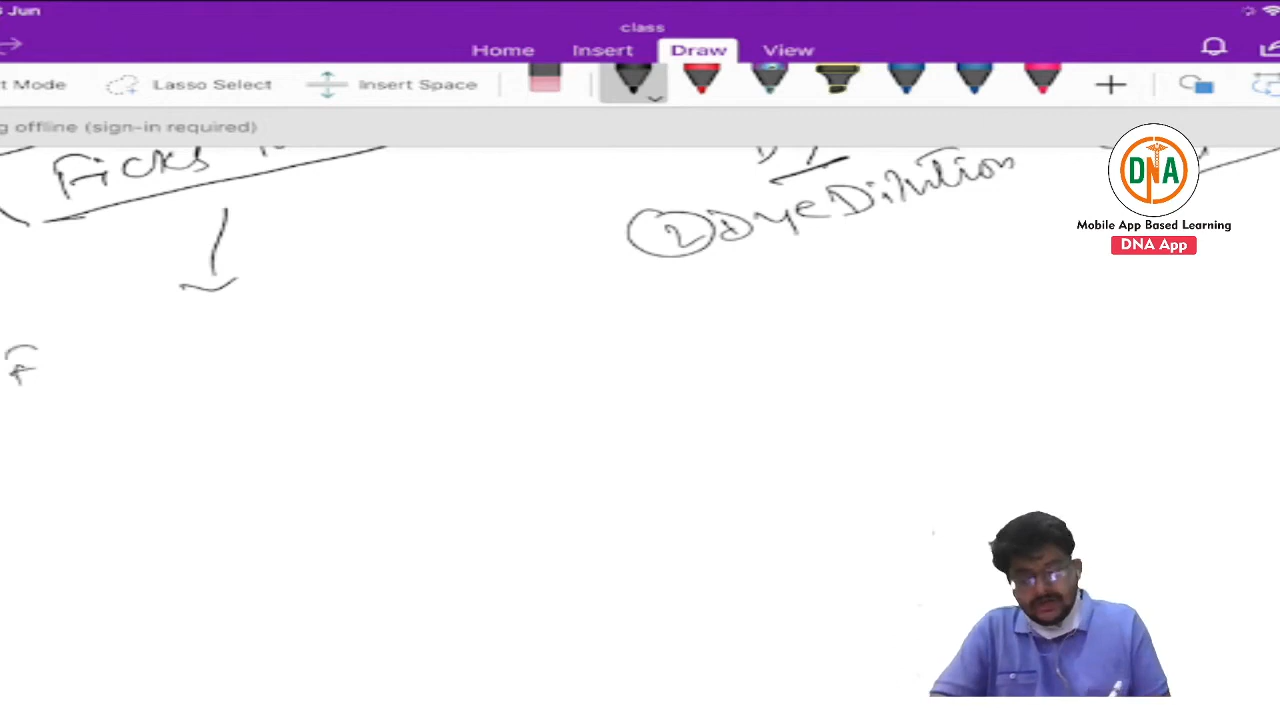 Jun
class
Home Insert Draw View
t Mode Lasso Select Insert Space
g offline (sign-in required)
Ficks
② Dye Dilution
DNA
Mobile App Based Learning
DNA App
F